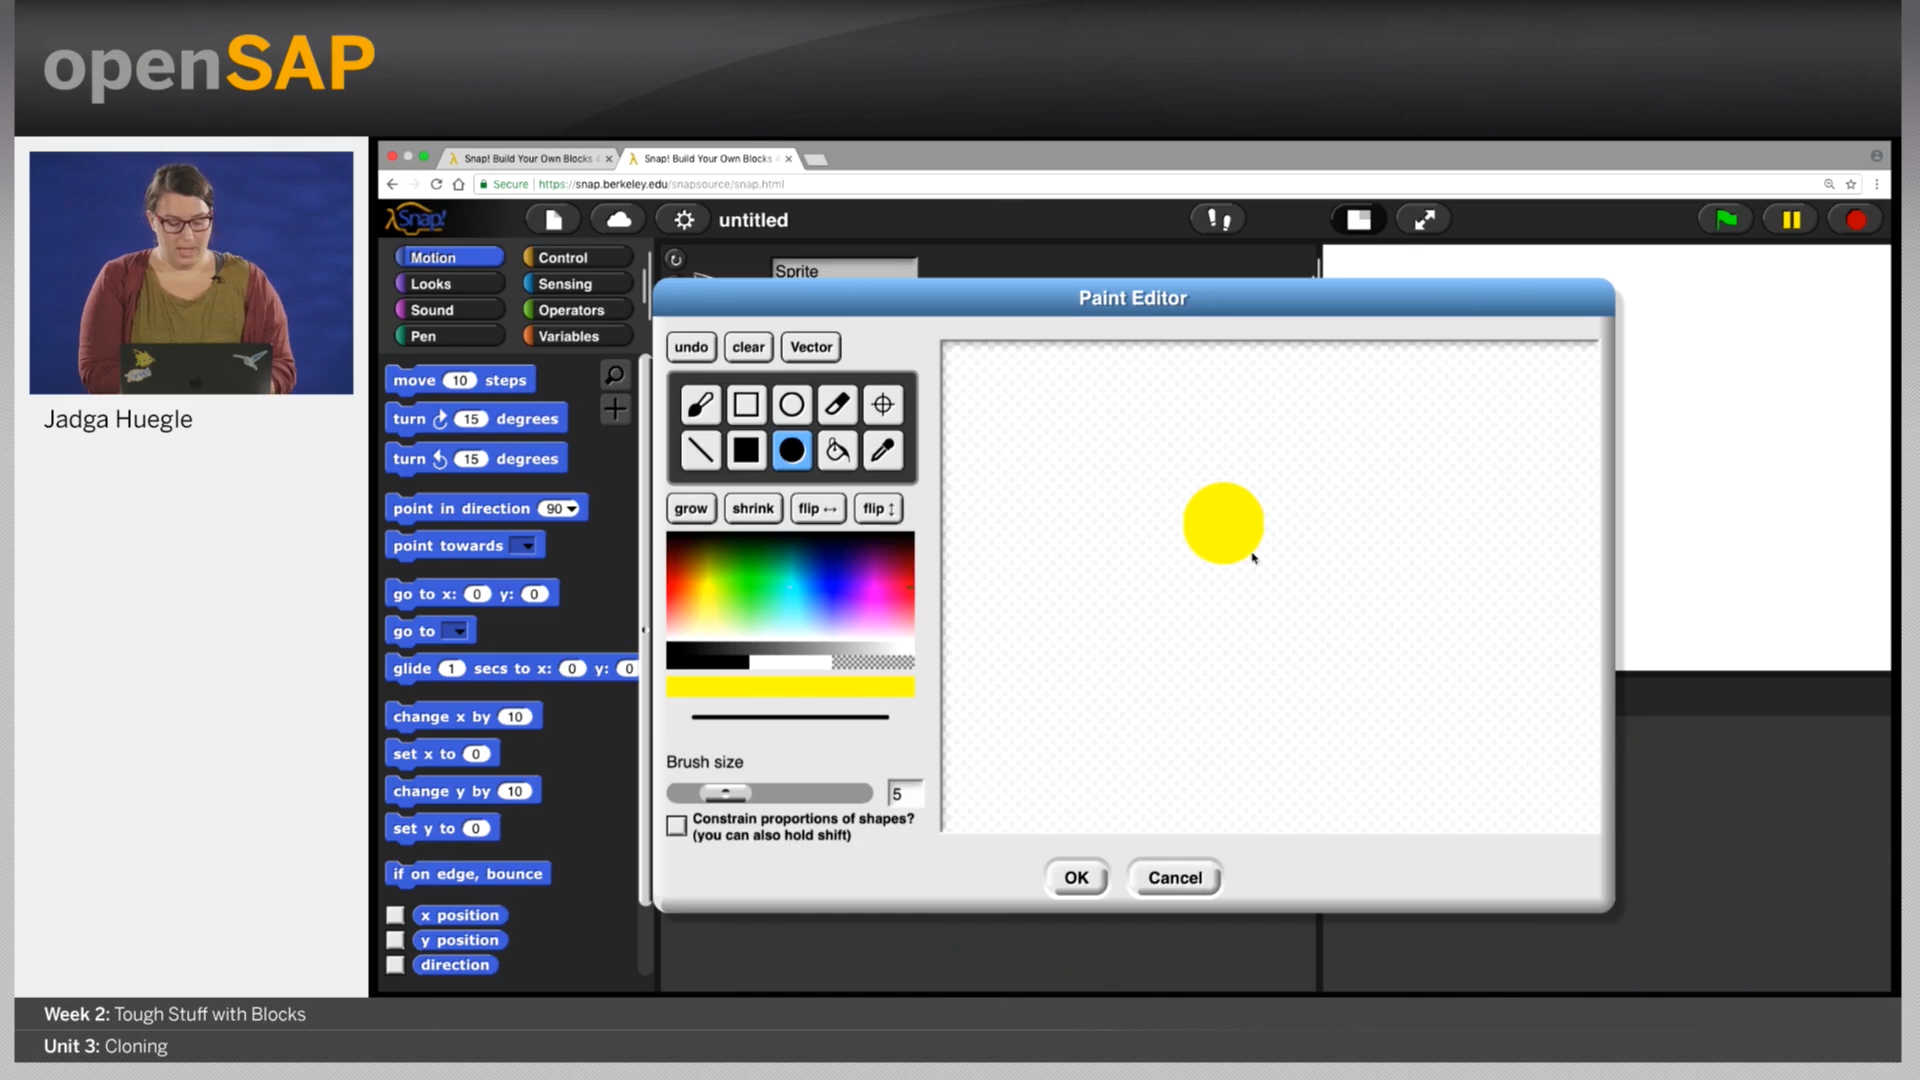 openSAP
Jadga Huegle
Snap! Build Your Own Blocks
Snap! Build Your Own Blocks
Secure
https://snap.berkeley.edu/snapsource/snap.html
Snap!
untitled
Motion
Control
Looks
Sensing
Sound
Operators
Pen
Variables
Sprite
move 10 steps
turn 15 degrees
turn 15 degrees
point in direction 90
point towards
go to x: 0 y: 0
go to
glide 1 secs to x: 0 y: 0
change x by 10
set x to 0
change y by 10
set y to 0
if on edge, bounce
x position
y position
direction
Paint Editor
undo
clear
Vector
grow
shrink
flip ↔
flip ↕
Brush size
5
Constrain proportions of shapes?
(you can also hold shift)
OK
Cancel
Week 2: Tough Stuff with Blocks
Unit 3: Cloning